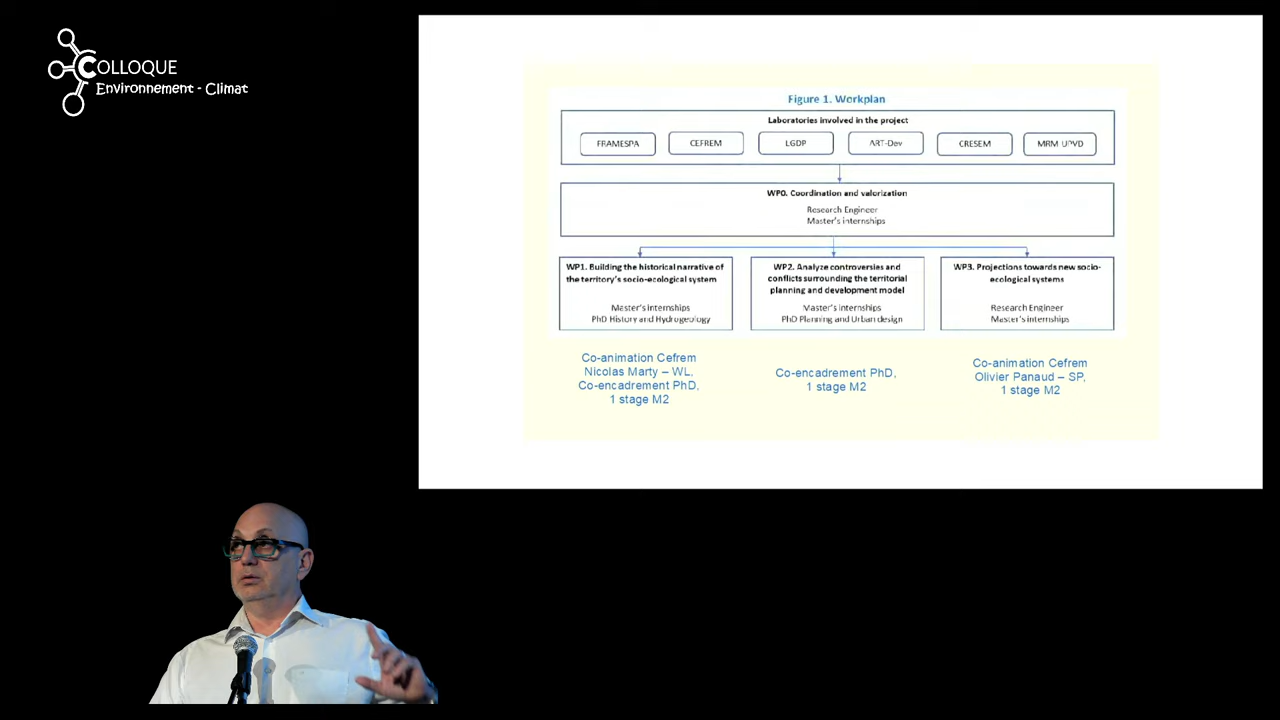 COLLOQUE
Environnement - Climat
Figure 1. Workplan
Laboratories involved in the project
FRAMESPA
CEFREM
LGDP
ART-Dev
CRESEM
MRM-UPVD
WP0. Coordination and valorization
Research Engineer
Master's internships
WP1. Building the historical narrative of
the territory's socio-ecological system
Master's internships
PhD History and Hydrogeology
WP2. Analyze controversies and
conflicts surrounding the territorial
planning and development model
Master's internships
PhD Planning and Urban design
WP3. Projections towards new socio-
ecological systems
Research Engineer
Master's internships
Co-animation Cefrem
Nicolas Marty – WL,
Co-encadrement PhD,
1 stage M2
Co-encadrement PhD,
1 stage M2
Co-animation Cefrem
Olivier Panaud – SP,
1 stage M2